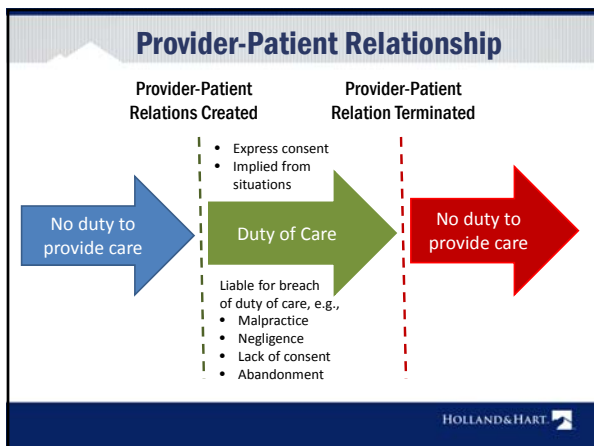 Provider-Patient Relationship
Provider-Patient
Relations Created
Provider-Patient
Relation Terminated
• Express consent
• Implied from
situations
No duty to
provide care
Duty of Care
No duty to
provide care
Liable for breach
of duty of care, e.g.,
• Malpractice
• Negligence
• Lack of consent
• Abandonment
HOLLAND&HART